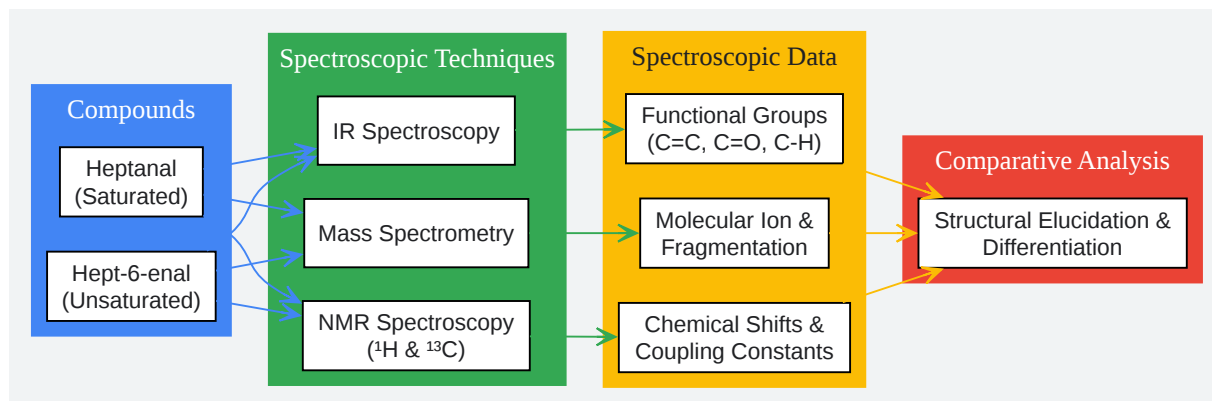 Compounds
Heptanal
(Saturated)
Hept-6-enal
(Unsaturated)
Spectroscopic Techniques
IR Spectroscopy
Mass Spectrometry
NMR Spectroscopy
(¹H & ¹³C)
Spectroscopic Data
Functional Groups
(C=C, C=O, C-H)
Molecular Ion &
Fragmentation
Chemical Shifts &
Coupling Constants
Comparative Analysis
Structural Elucidation &
Differentiation